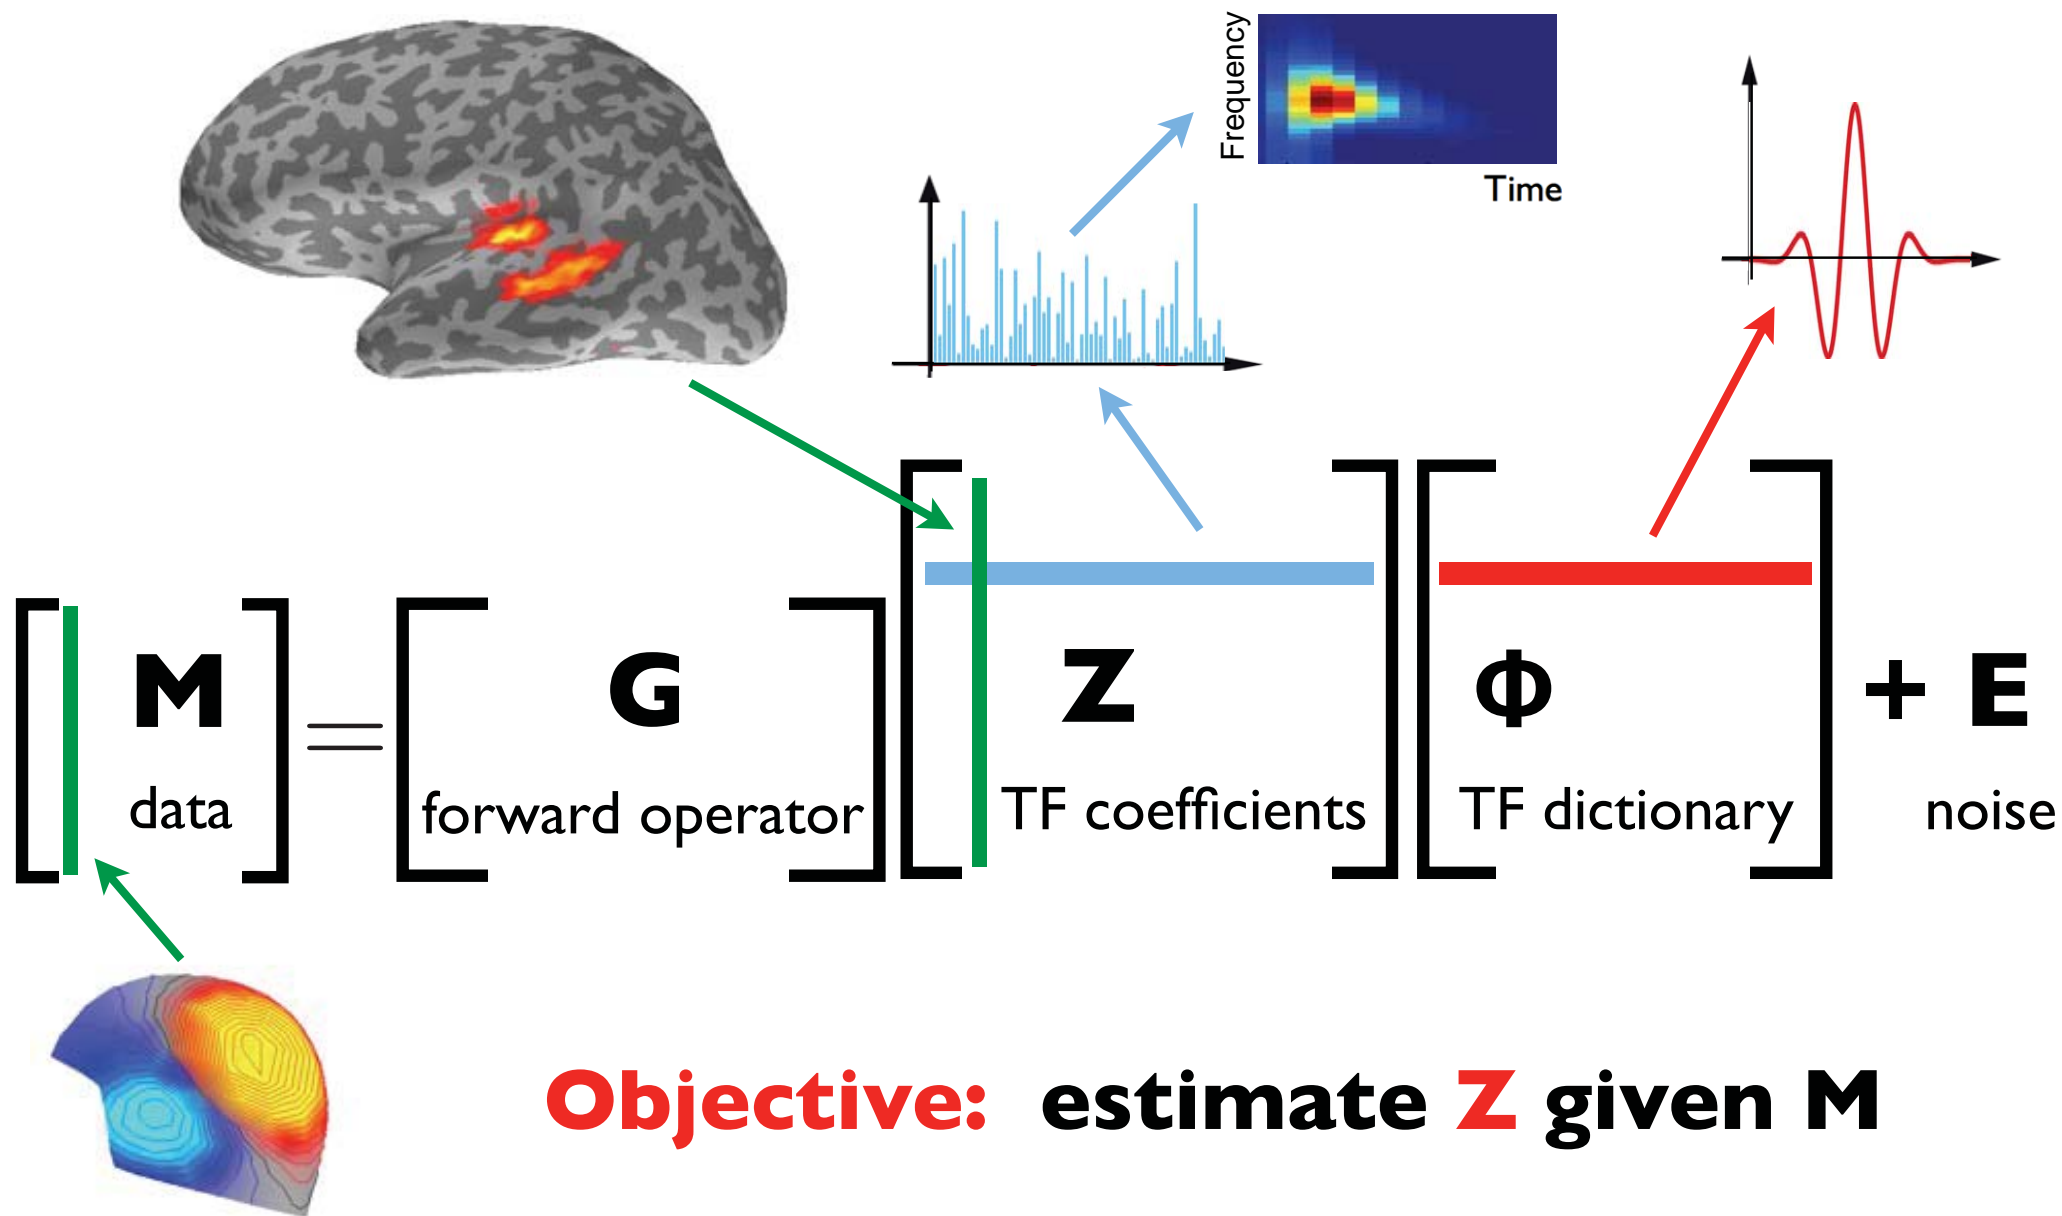 Frequency
Time
M = G Z Φ + E
data forward operator TF coefficients TF dictionary noise
Objective: estimate Z given M